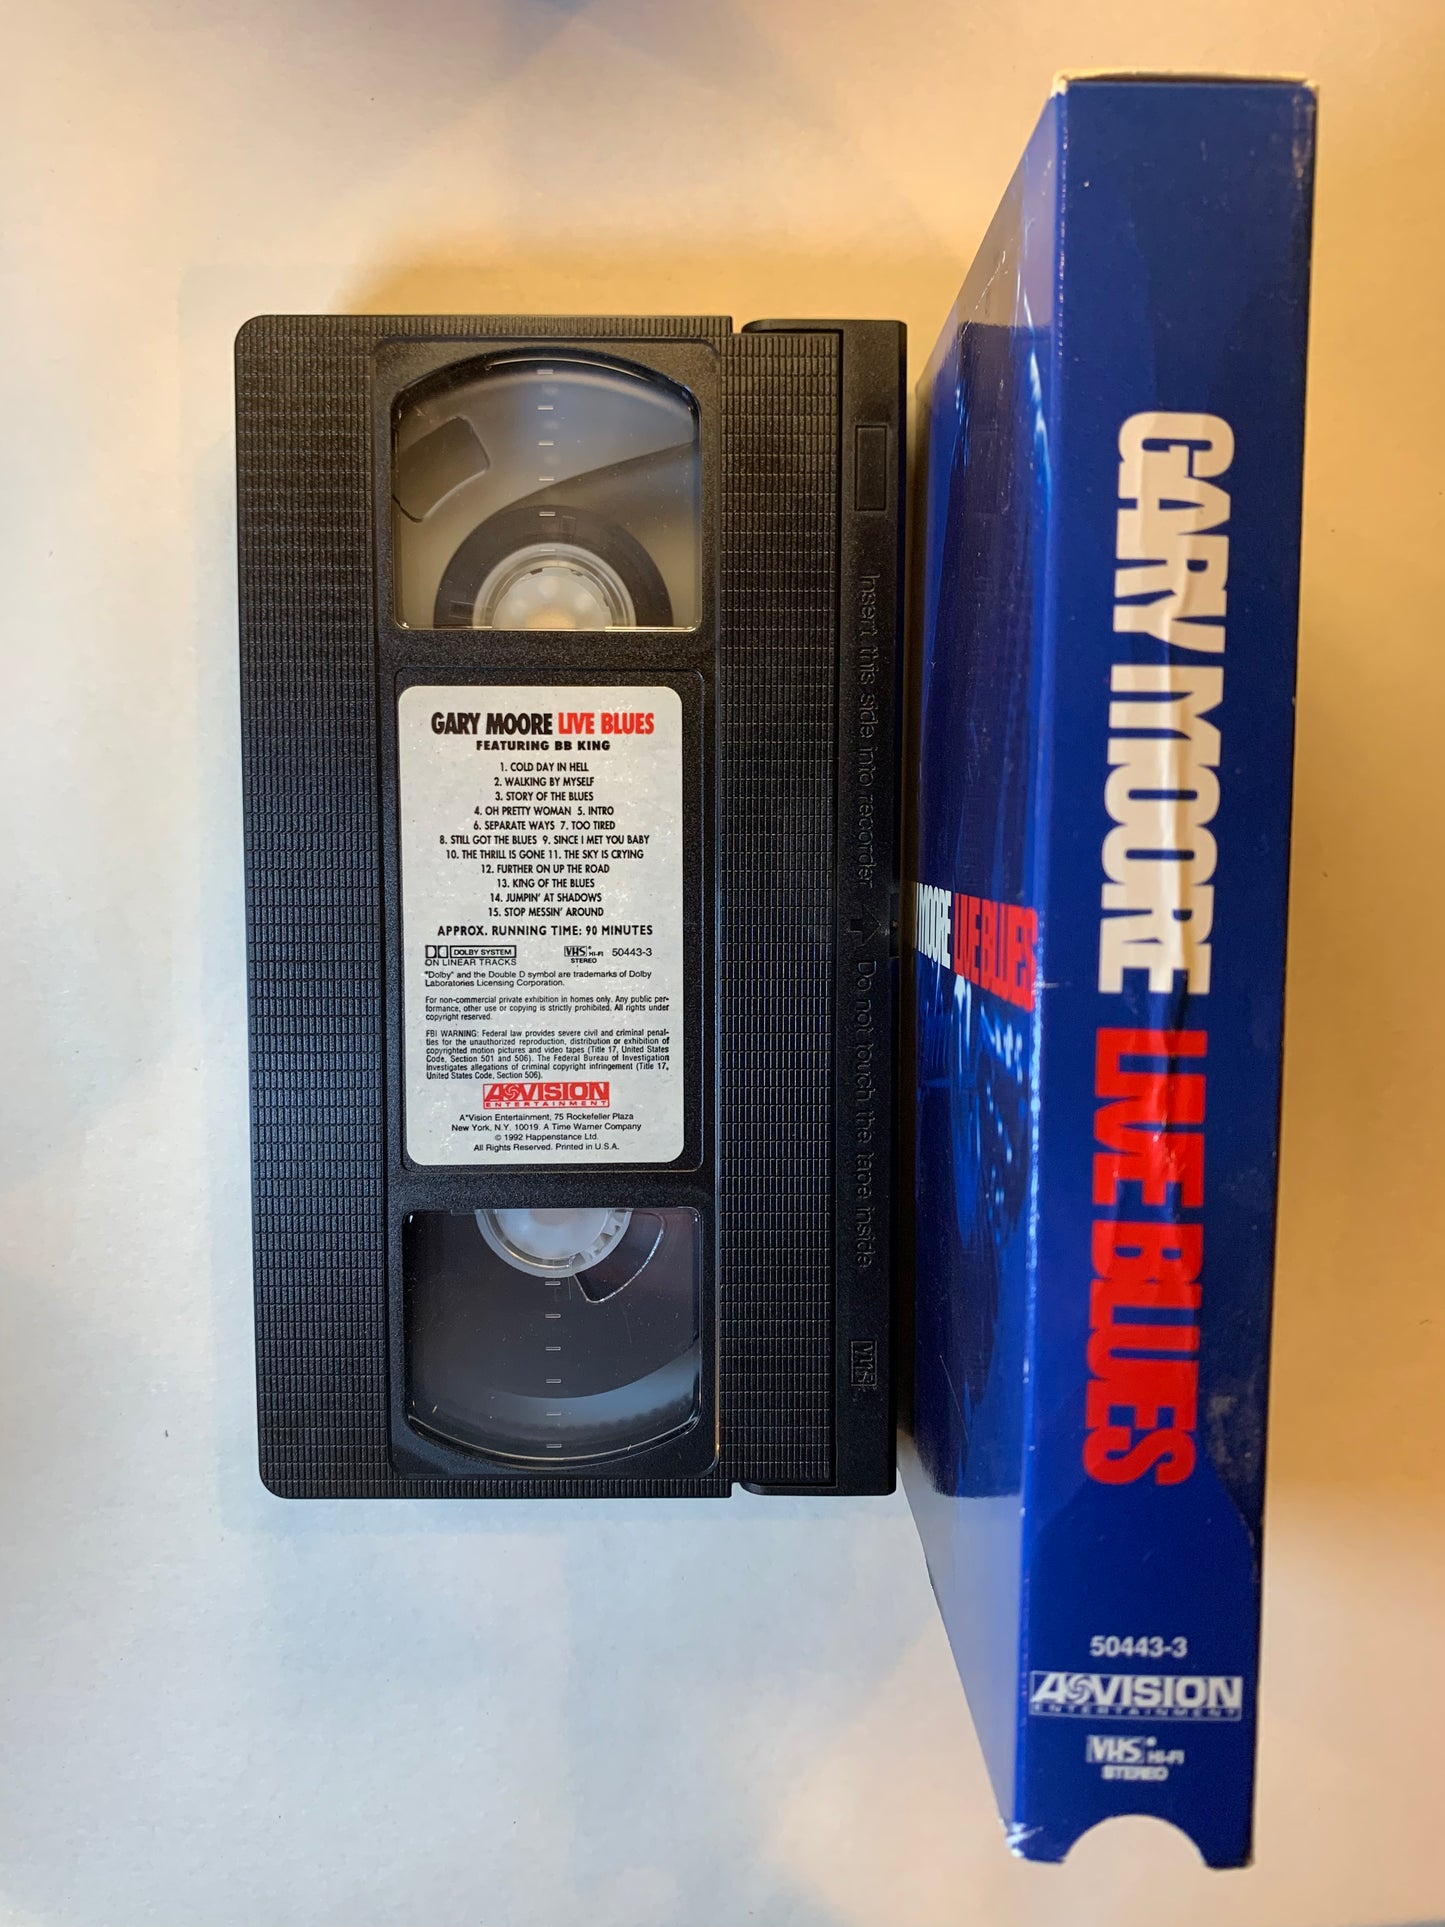 GARY MOORE LIVE BLUES
FEATURING BB KING
1. COLD DAY IN HELL
2. WALKING BY MYSELF
3. STORY OF THE BLUES
4. OH PRETTY WOMAN 5. INTRO
6. SEPARATE WAYS 7. TOO TIRED
8. STILL GOT THE BLUES 9. SINCE I MET YOU BABY
10. THE THRILL IS GONE 11. THE SKY IS CRYING
12. FURTHER ON UP THE ROAD
13. KING OF THE BLUES
14. JUMPIN' AT SHADOWS
15. STOP MESSIN' AROUND
APPROX. RUNNING TIME: 90 MINUTES
DOLBY SYSTEM
ON LINEAR TRACKS
VHS HI-FI 50443-3
STEREO
"Dolby" and the Double D symbol are trademarks of Dolby
Laboratories Licensing Corporation.
For non-commercial private exhibition in homes only. Any public per-
formance, other use or copying is strictly prohibited. All rights under
copyright reserved.
FBI WARNING: Federal law provides severe civil and criminal penal-
ties for the unauthorized reproduction, distribution or exhibition of
copyrighted motion pictures and video tapes (Title 17, United States
Code, Section 501 and 506). The Federal Bureau of Investigation
Investigates allegations of criminal copyright infringement (Title 17,
United States Code, Section 506).
A*VISION
ENTERTAINMENT
A*Vision Entertainment, 75 Rockefeller Plaza
New York, N.Y. 10019. A Time Warner Company
© 1992 Happenstance Ltd.
All Rights Reserved. Printed in U.S.A.
Insert this side into recorder
Do not touch the tape inside
VHS
MOORE LIVE BLUES
GARY MOORE LIVE BLUES
50443-3
A*VISION
ENTERTAINMENT
VHS HI-FI
STEREO